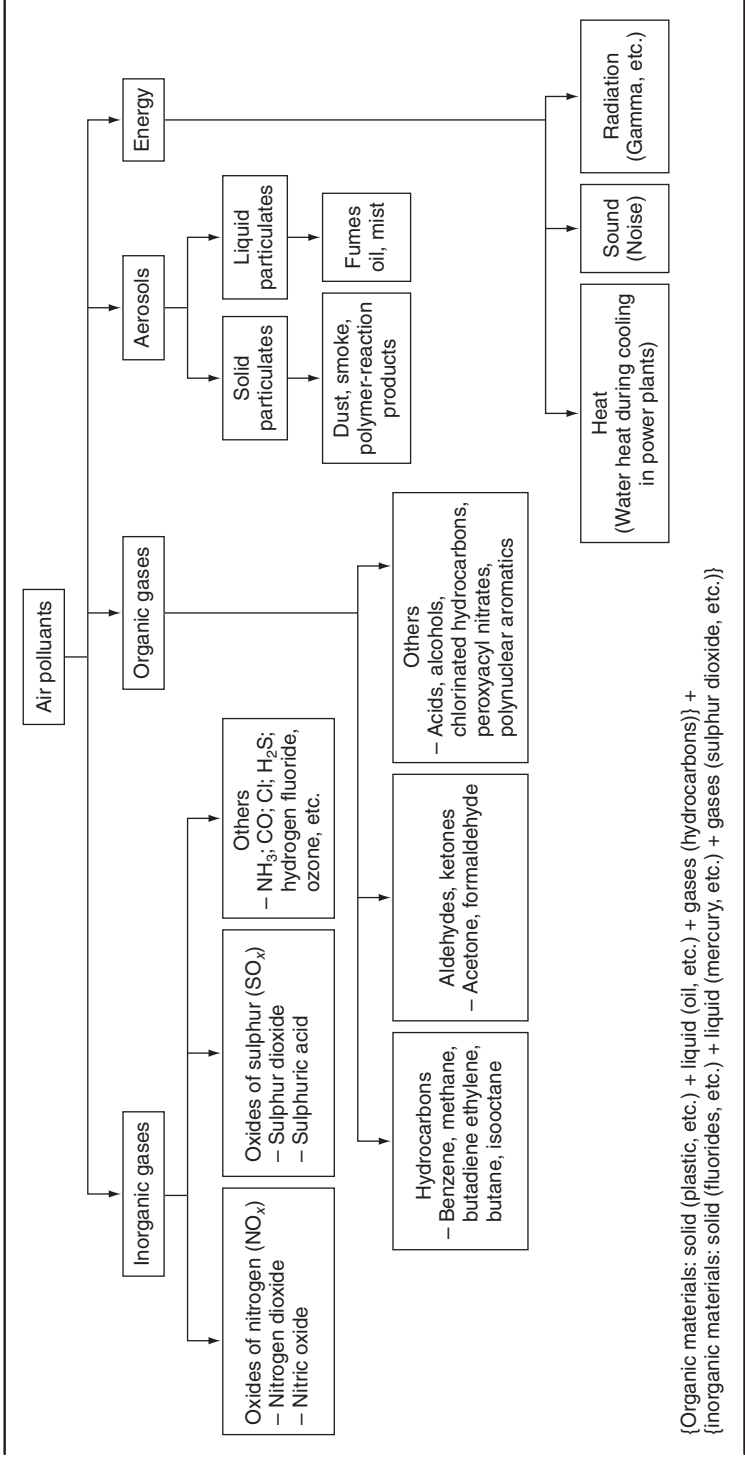 Air polluants
Inorganic gases
Organic gases
Aerosols
Energy
Oxides of nitrogen (NOₓ)
– Nitrogen dioxide
– Nitric oxide
Oxides of sulphur (SOₓ)
– Sulphur dioxide
– Sulphuric acid
Others
– NH₃; CO; Cl; H₂S;
hydrogen fluoride,
ozone, etc.
Solid
particulates
Liquid
particulates
Dust, smoke,
polymer-reaction
products
Fumes
oil, mist
Hydrocarbons
– Benzene, methane,
butadiene ethylene,
butane, isooctane
Aldehydes, ketones
– Acetone, formaldehyde
Others
– Acids, alcohols,
chlorinated hydrocarbons,
peroxyacyl nitrates,
polynuclear aromatics
Heat
(Water heat during cooling
in power plants)
Sound
(Noise)
Radiation
(Gamma, etc.)
{Organic materials: solid (plastic, etc.) + liquid (oil, etc.) + gases (hydrocarbons)} +
{inorganic materials: solid (fluorides, etc.) + liquid (mercury, etc.) + gases (sulphur dioxide, etc.)}